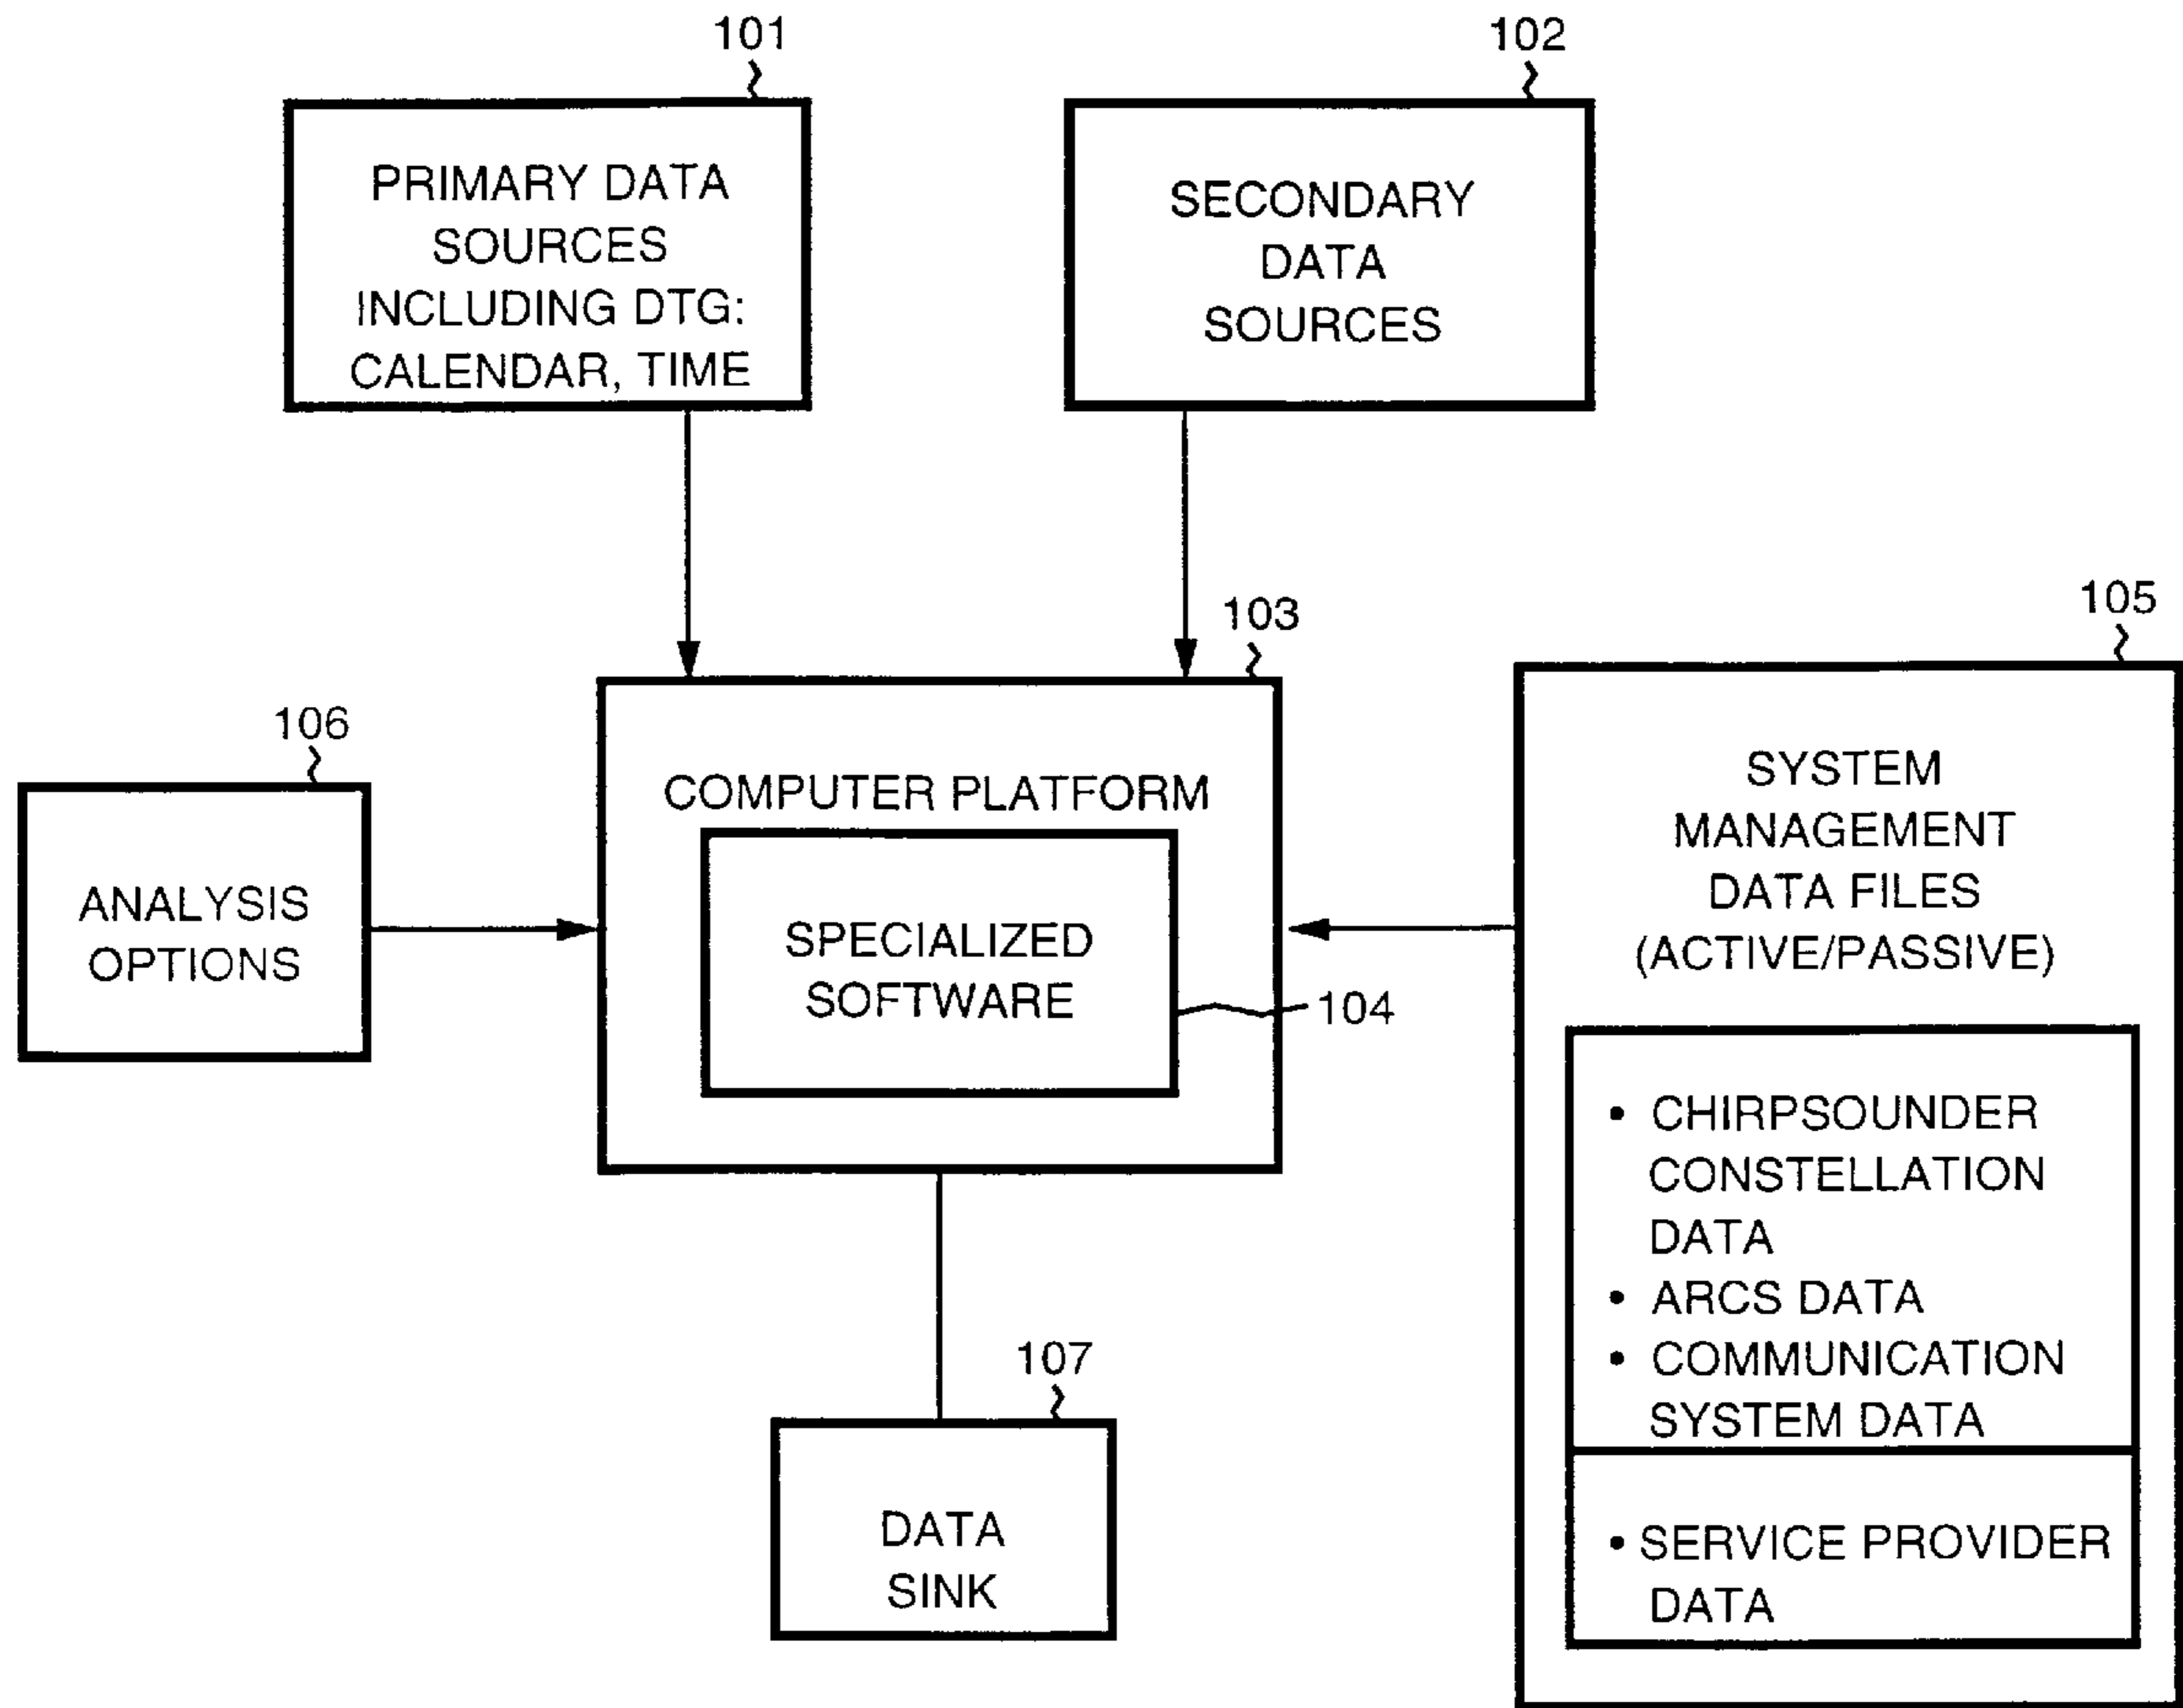 101
PRIMARY DATA
SOURCES
INCLUDING DTG:
CALENDAR, TIME
102
SECONDARY
DATA
SOURCES
103
COMPUTER PLATFORM
SPECIALIZED
SOFTWARE
104
105
SYSTEM
MANAGEMENT
DATA FILES
(ACTIVE/PASSIVE)
• CHIRPSOUNDER
CONSTELLATION
DATA
• ARCS DATA
• COMMUNICATION
SYSTEM DATA
• SERVICE PROVIDER
DATA
106
ANALYSIS
OPTIONS
107
DATA
SINK